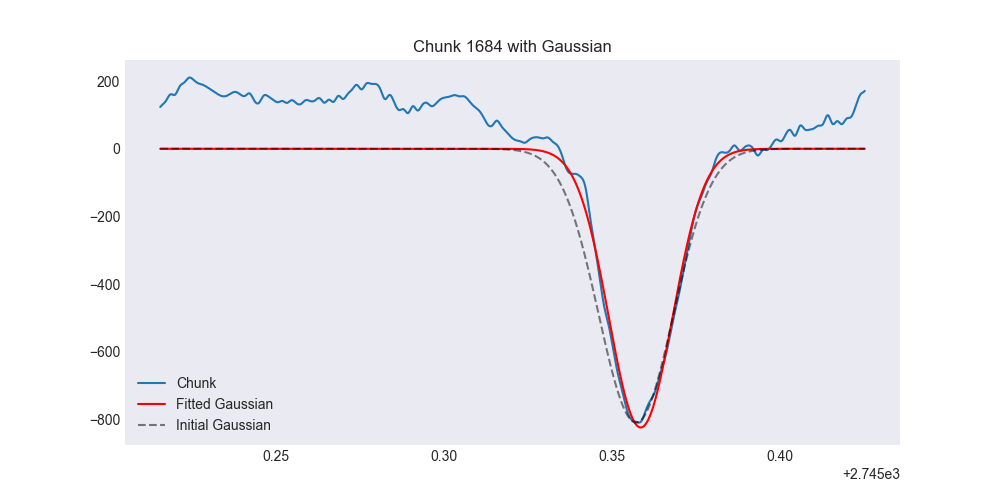 Chunk 1684 with Gaussian
200
0
−200
−400
−600
−800
Chunk
Fitted Gaussian
Initial Gaussian
0.25 0.30 0.35 0.40
+2.745e3